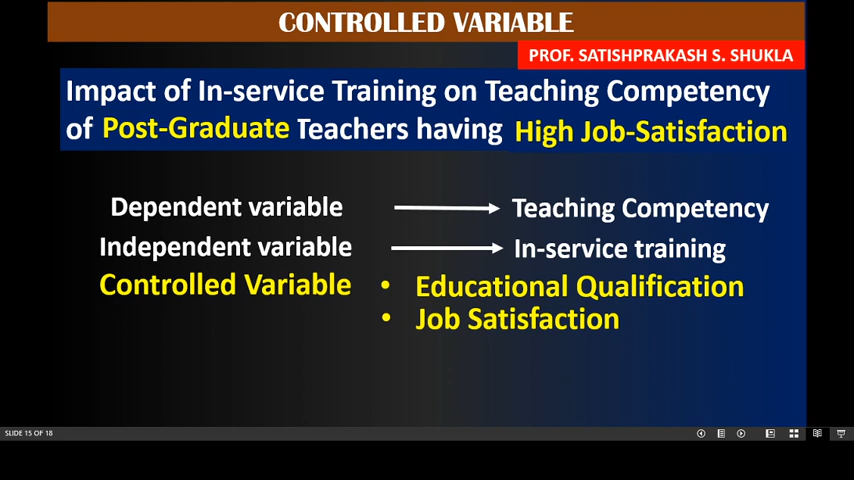 CONTROLLED VARIABLE
PROF. SATISHPRAKASH S. SHUKLA
Impact of In-service Training on Teaching Competency
of Post-Graduate Teachers having High Job-Satisfaction
Dependent variable Teaching Competency
Independent variable In-service training
Controlled Variable • Educational Qualification
• Job Satisfaction
SLIDE 15 OF 18